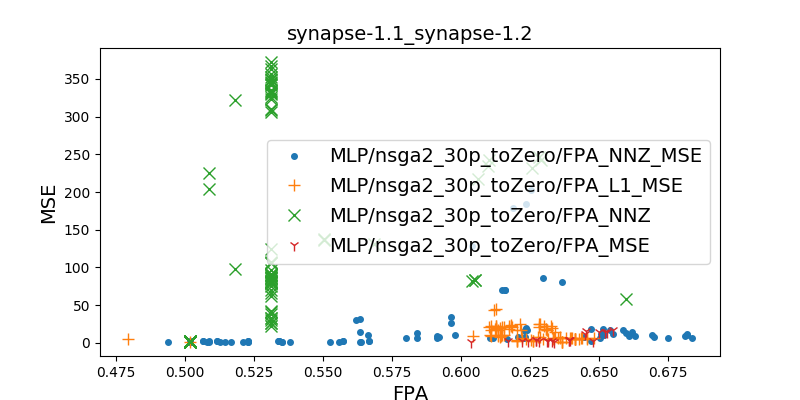 synapse-1.1_synapse-1.2
MSE
350
300
250
200
150
100
50
0
MLP/nsga2_30p_toZero/FPA_NNZ_MSE
MLP/nsga2_30p_toZero/FPA_L1_MSE
MLP/nsga2_30p_toZero/FPA_NNZ
MLP/nsga2_30p_toZero/FPA_MSE
0.475 0.500 0.525 0.550 0.575 0.600 0.625 0.650 0.675
FPA